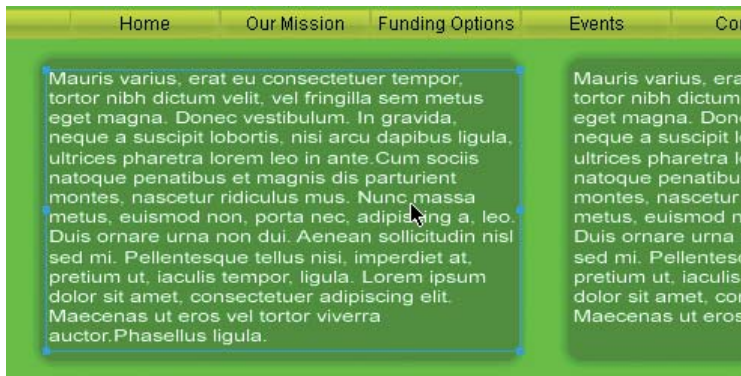 Home Our Mission Funding Options Events
Mauris varius, erat eu consectetuer tempor,
tortor nibh dictum velit, vel fringilla sem metus
eget magna. Donec vestibulum. In gravida,
neque a suscipit lobortis, nisi arcu dapibus ligula,
ultrices pharetra lorem leo in ante.Cum sociis
natoque penatibus et magnis dis parturient
montes, nascetur ridiculus mus. Nunc massa
metus, euismod non, porta nec, adipiscing a, leo.
Duis ornare urna non dui. Aenean sollicitudin nisl
sed mi. Pellentesque tellus nisi, imperdiet at,
pretium ut, iaculis tempor, ligula. Lorem ipsum
dolor sit amet, consectetuer adipiscing elit.
Maecenas ut eros vel tortor viverra
auctor.Phasellus ligula.
Mauris varius,
tortor nibh dictum
eget magna.
neque a suscipit
ultrices pharetra
natoque
montes, nascetur
metus, euismod
Duis ornare urna
sed mi.
pretium ut, iaculis
dolor sit amet,
Maecenas ut eros